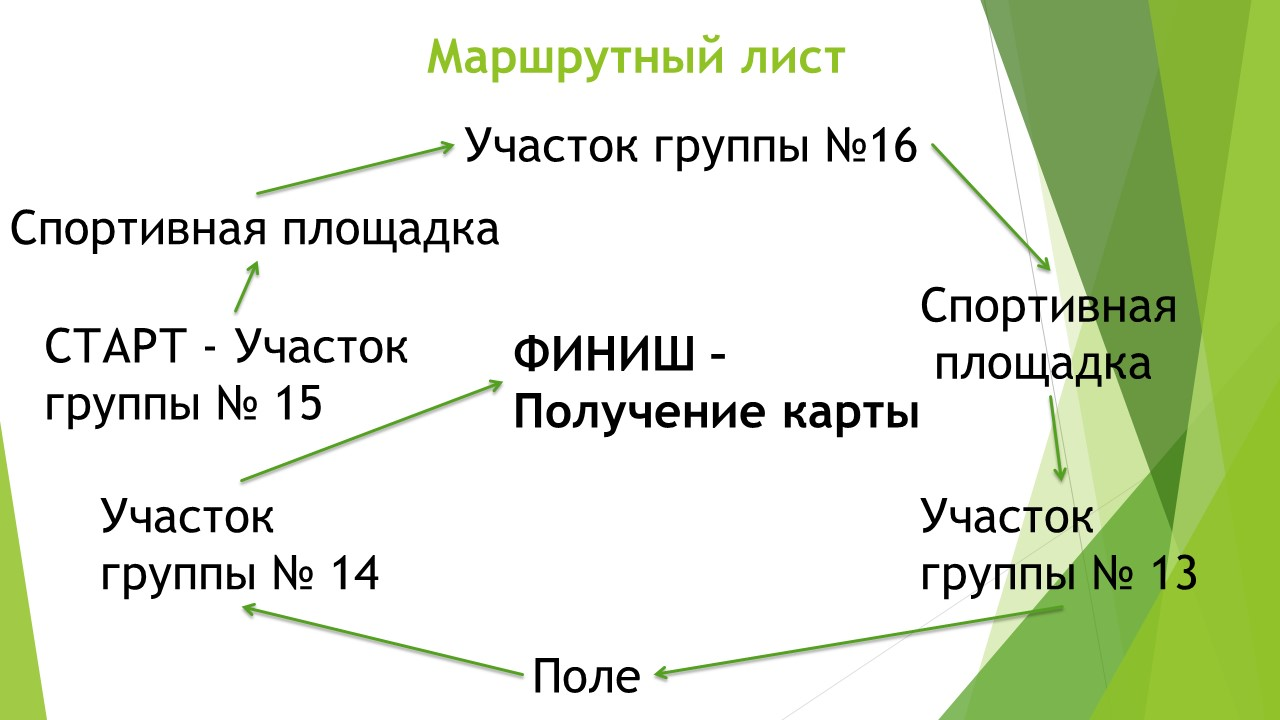 Маршрутный лист
Участок группы №16
Спортивная площадка
Спортивная
площадка
СТАРТ - Участок
группы № 15
ФИНИШ –
Получение карты
Участок
группы № 14
Участок
группы № 13
Поле